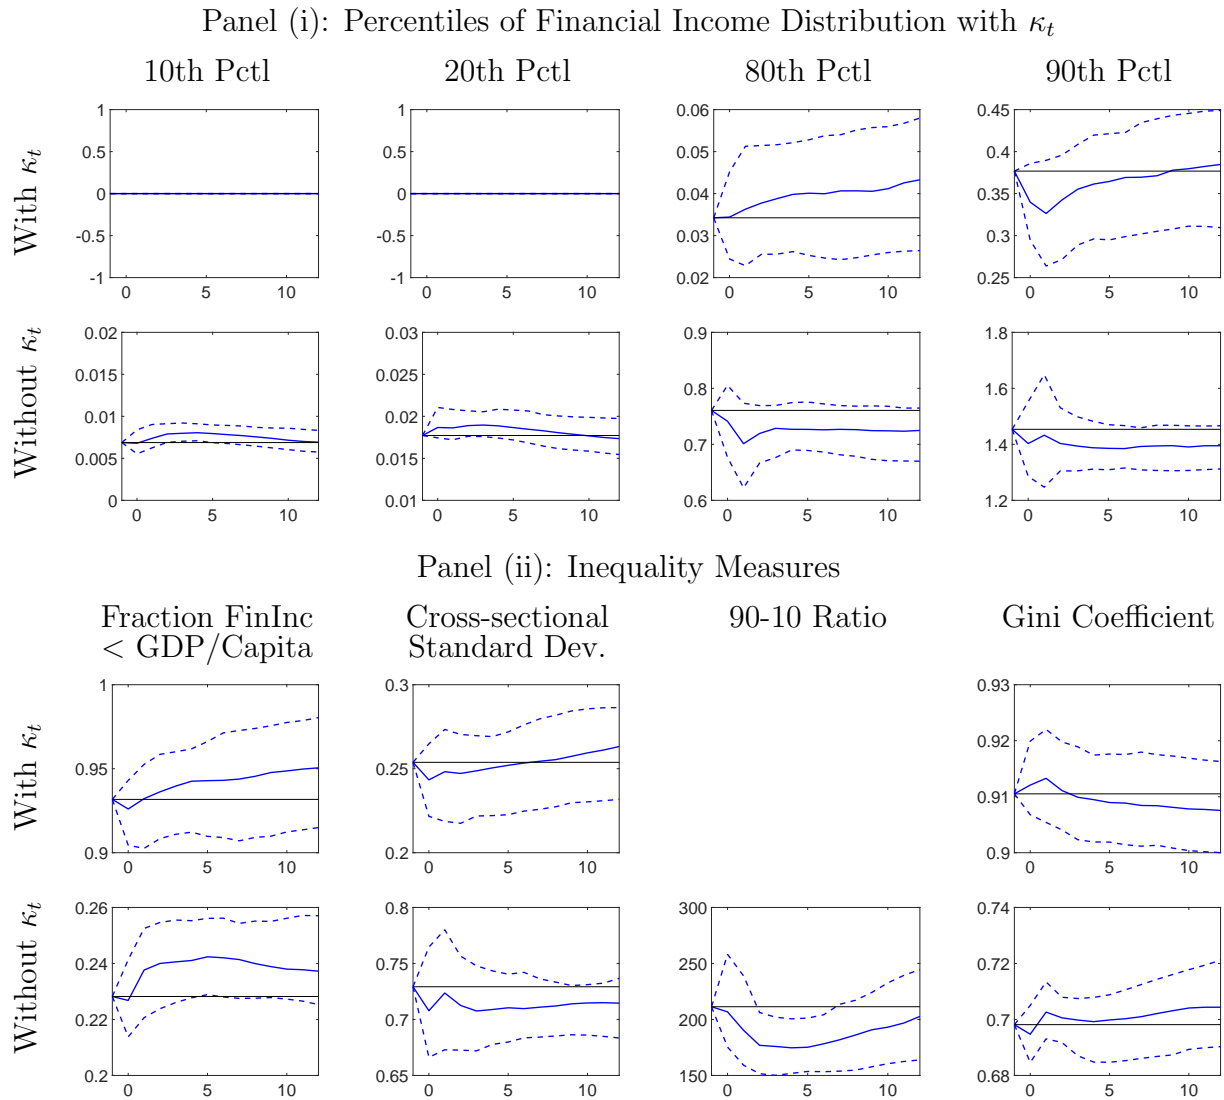 Panel (i): Percentiles of Financial Income Distribution with κt
10th Pctl 20th Pctl 80th Pctl 90th Pctl
With κt
1 0.5 0 -0.5 -1
0 5 10
1 0.5 0 -0.5 -1
0 5 10
0.06 0.05 0.04 0.03 0.02
0 5 10
0.45 0.4 0.35 0.3 0.25
0 5 10
Without κt
0.02 0.015 0.01 0.005 0
0 5 10
0.03 0.025 0.02 0.015 0.01
0 5 10
0.9 0.8 0.7 0.6
0 5 10
1.8 1.6 1.4 1.2
0 5 10
Panel (ii): Inequality Measures
Fraction FinInc
< GDP/Capita
Cross-sectional
Standard Dev.
90-10 Ratio
Gini Coefficient
With κt
1 0.95 0.9
0 5 10
0.3 0.25 0.2
0 5 10
0.93 0.92 0.91 0.9
0 5 10
Without κt
0.26 0.24 0.22 0.2
0 5 10
0.8 0.75 0.7 0.65
0 5 10
300 250 200 150
0 5 10
0.74 0.72 0.7 0.68
0 5 10